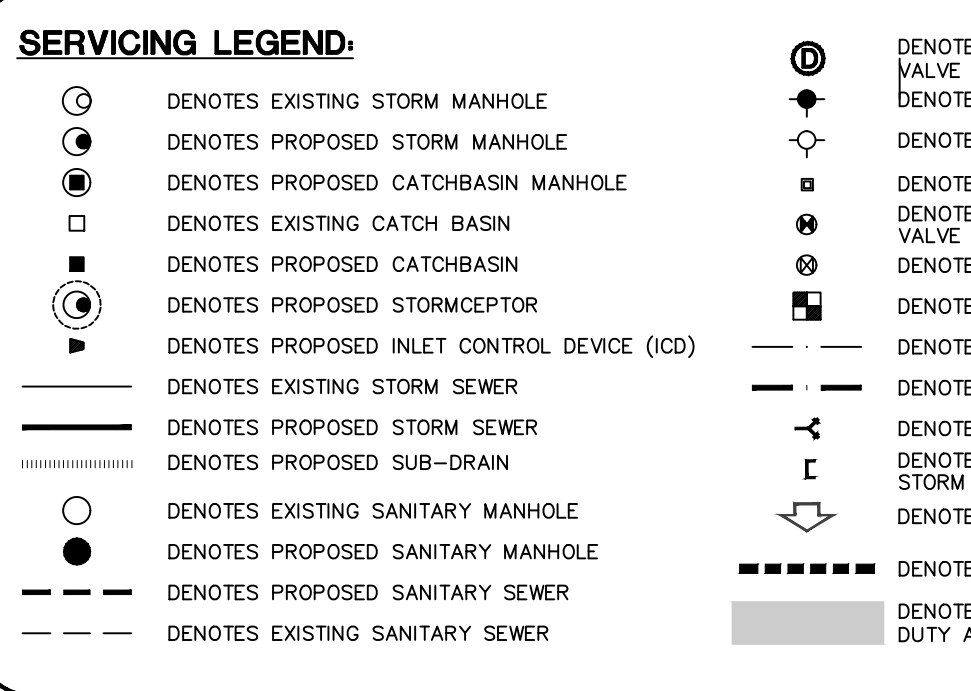 SERVICING LEGEND:
DENOTES EXISTING STORM MANHOLE
DENOTES PROPOSED STORM MANHOLE
DENOTES PROPOSED CATCHBASIN MANHOLE
DENOTES EXISTING CATCH BASIN
DENOTES PROPOSED CATCHBASIN
DENOTES PROPOSED STORMCEPTOR
DENOTES PROPOSED INLET CONTROL DEVICE (ICD)
DENOTES EXISTING STORM SEWER
DENOTES PROPOSED STORM SEWER
DENOTES PROPOSED SUB-DRAIN
DENOTES EXISTING SANITARY MANHOLE
DENOTES PROPOSED SANITARY MANHOLE
DENOTES PROPOSED SANITARY SEWER
DENOTES EXISTING SANITARY SEWER
D
DENOTE
VALVE
DENOTE
DENOTE
DENOTE
DENOTE
VALVE
DENOTE
DENOTE
DENOTE
DENOTE
DENOTE
DENOTE
STORM
DENOTE
DENOTE
DENOTE
DUTY A